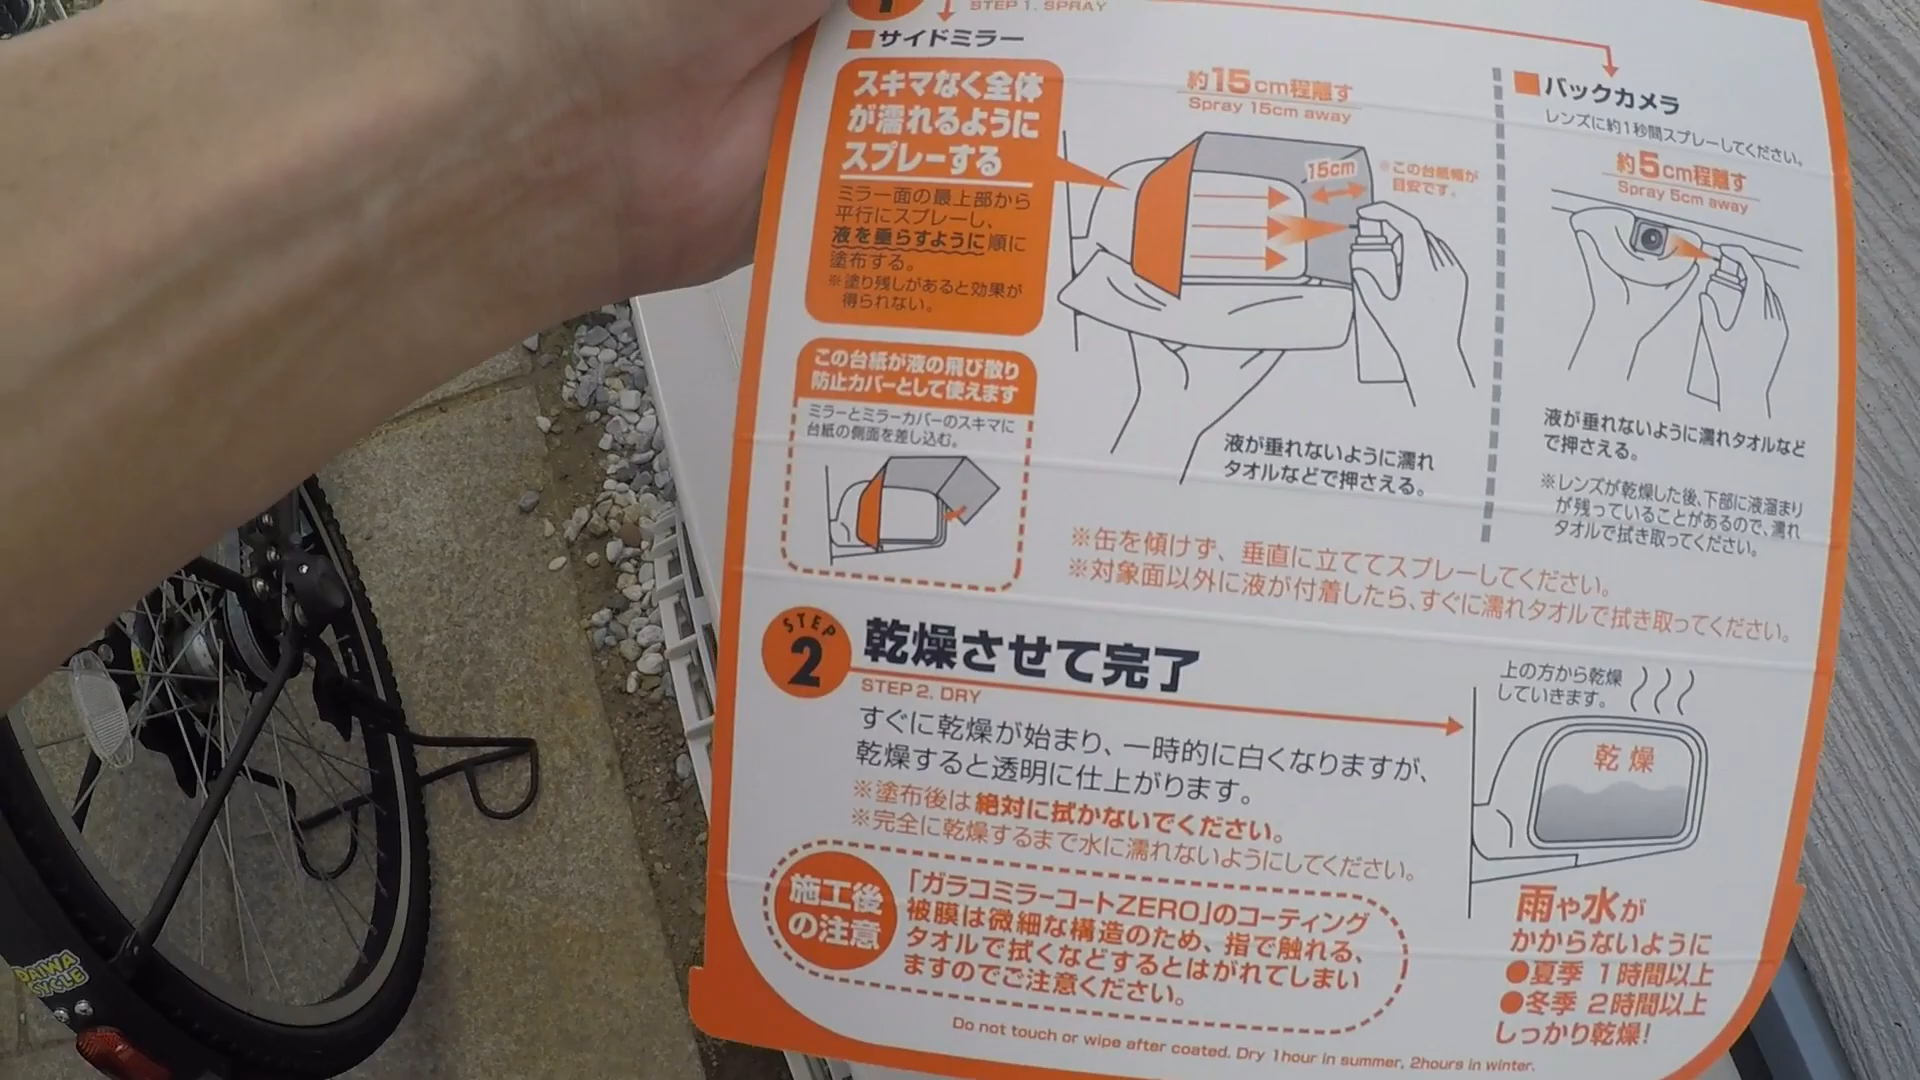 1
STEP 1. SPRAY
■サイドミラー
スキマなく全体
が濡れるように
スプレーする
ミラー面の最上部から
平行にスプレーし、
液を垂らすように順に
塗布する。
※塗り残しがあると効果が
得られない。
約15cm程離す
Spray 15cm away
15cm
※この台紙幅が
目安です。
液が垂れないように濡れ
タオルなどで押さえる。
この台紙が液の飛び散り
防止カバーとして使えます
ミラーとミラーカバーのスキマに
台紙の側面を差し込む。
■バックカメラ
レンズに約1秒間スプレーしてください。
約5cm程離す
Spray 5cm away
液が垂れないように濡れタオルなど
で押さえる。
※レンズが乾燥した後、下部に液溜まり
が残っていることがあるので、濡れ
タオルで拭き取ってください。
※缶を傾けず、垂直に立ててスプレーしてください。
※対象面以外に液が付着したら、すぐに濡れタオルで拭き取ってください。
STEP
2
乾燥させて完了
STEP 2. DRY
すぐに乾燥が始まり、一時的に白くなりますが、
乾燥すると透明に仕上がります。
※塗布後は絶対に拭かないでください。
※完全に乾燥するまで水に濡れないようにしてください。
上の方から乾燥
していきます。
乾燥
施工後
の注意
「ガラコミラーコートZERO」のコーティング
被膜は微細な構造のため、指で触れる、
タオルで拭くなどするとはがれてしまい
ますのでご注意ください。
雨や水が
かからないように
●夏季 1時間以上
●冬季 2時間以上
しっかり乾燥!
Do not touch or wipe after coated. Dry 1hour in summer, 2hours in winter.
DAIWA
CYCLE